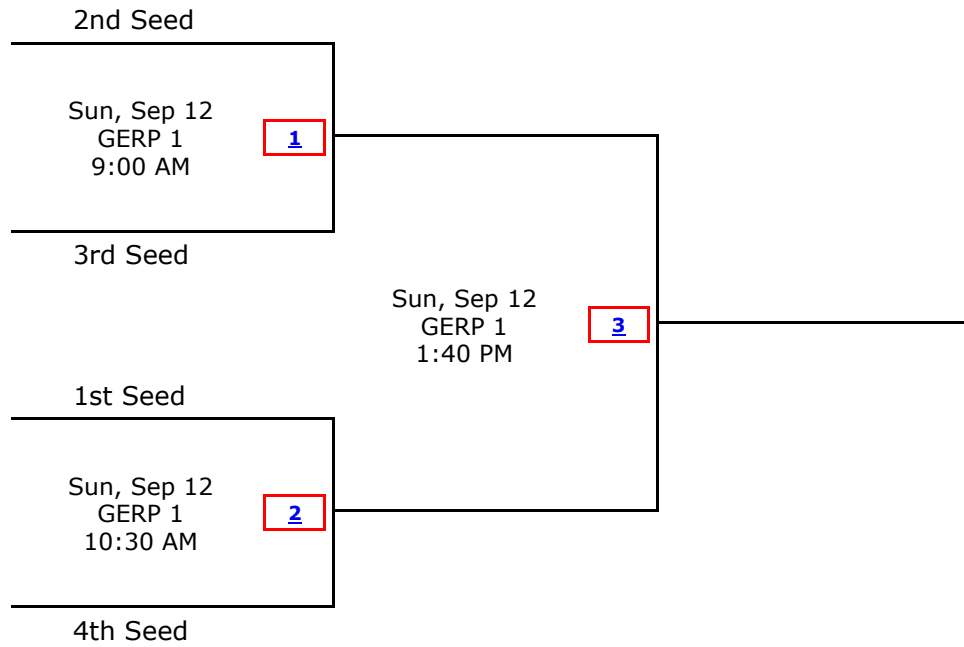 2nd Seed
Sun, Sep 12
GERP 1
9:00 AM
1
3rd Seed
Sun, Sep 12
GERP 1
1:40 PM
3
1st Seed
Sun, Sep 12
GERP 1
10:30 AM
2
4th Seed